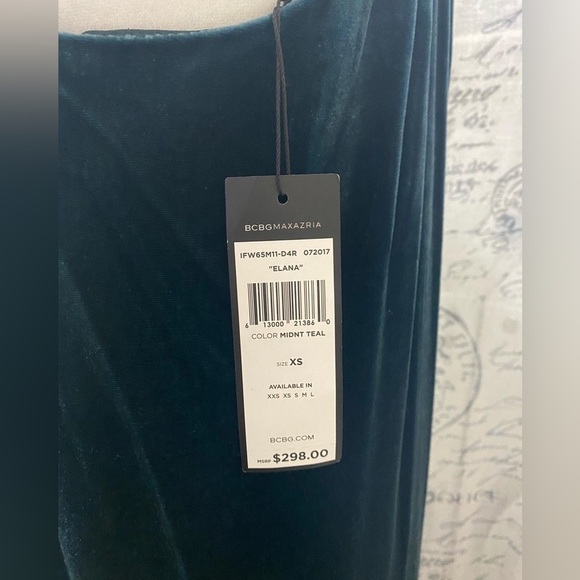 BCBGMAXAZRIA
IFW65M11-D4R 072017
"ELANA"
6 13000 21386 0
COLOR MIDNT TEAL
SIZE XS
AVAILABLE IN
XXS XS S M L
BCBG.COM
MSRP $298.00